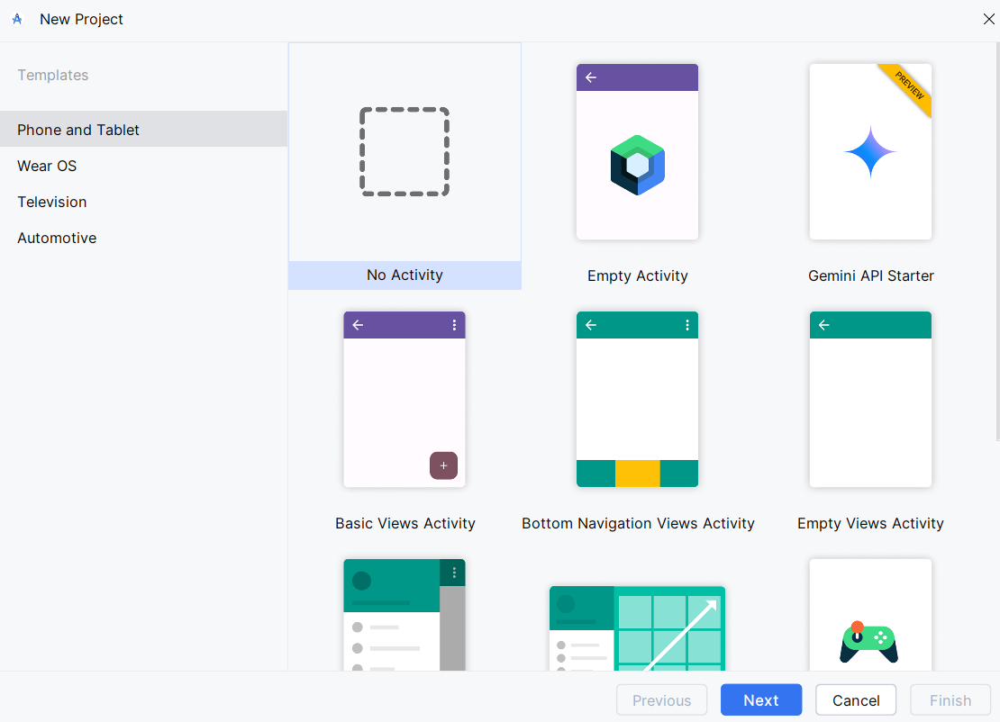 New Project
Templates
Phone and Tablet
Wear OS
Television
Automotive
PREVIEW
No Activity
Empty Activity
Gemini API Starter
Basic Views Activity
Bottom Navigation Views Activity
Empty Views Activity
Previous
Next
Cancel
Finish